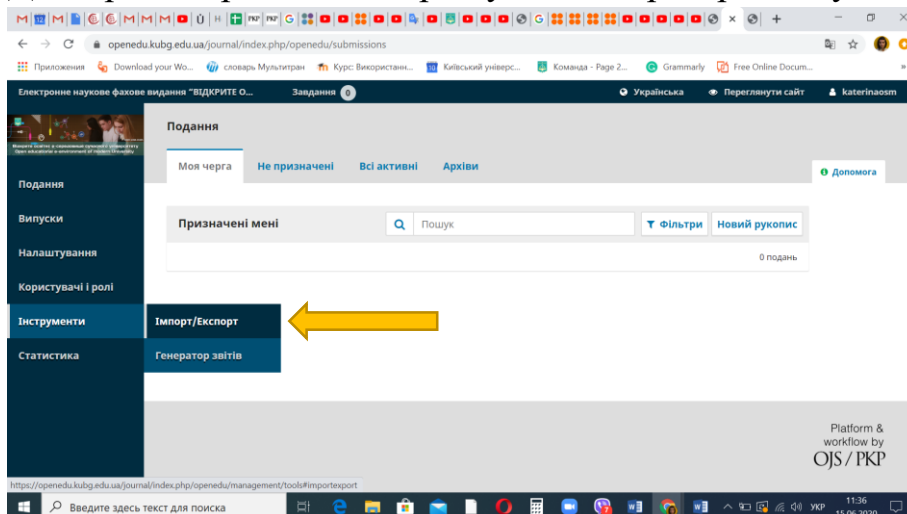 openedu.kubg.edu.ua/journal/index.php/openedu/submissions
Приложения Download your Wo... словарь Мультитран Курс: Використанн... Київський універс... Команда - Page 2... Grammarly Free Online Docum... »
Електронне наукове фахове видання "ВІДКРИТЕ О... Завдання 0 Українська Переглянути сайт katerinaosm
Подання
Моя черга Не призначені Всі активні Архіви
Допомога
Подання
Випуски
Налаштування
Користувачі і ролі
Інструменти
Статистика
Призначені мені Пошук Фільтри Новий рукопис
0 подань
Імпорт/Експорт
Генератор звітів
Platform &
workflow by
OJS / PKP
https://openedu.kubg.edu.ua/journal/index.php/openedu/management/tools#importexport
Введите здесь текст для поиска
УКР
11:36
15.06.2020